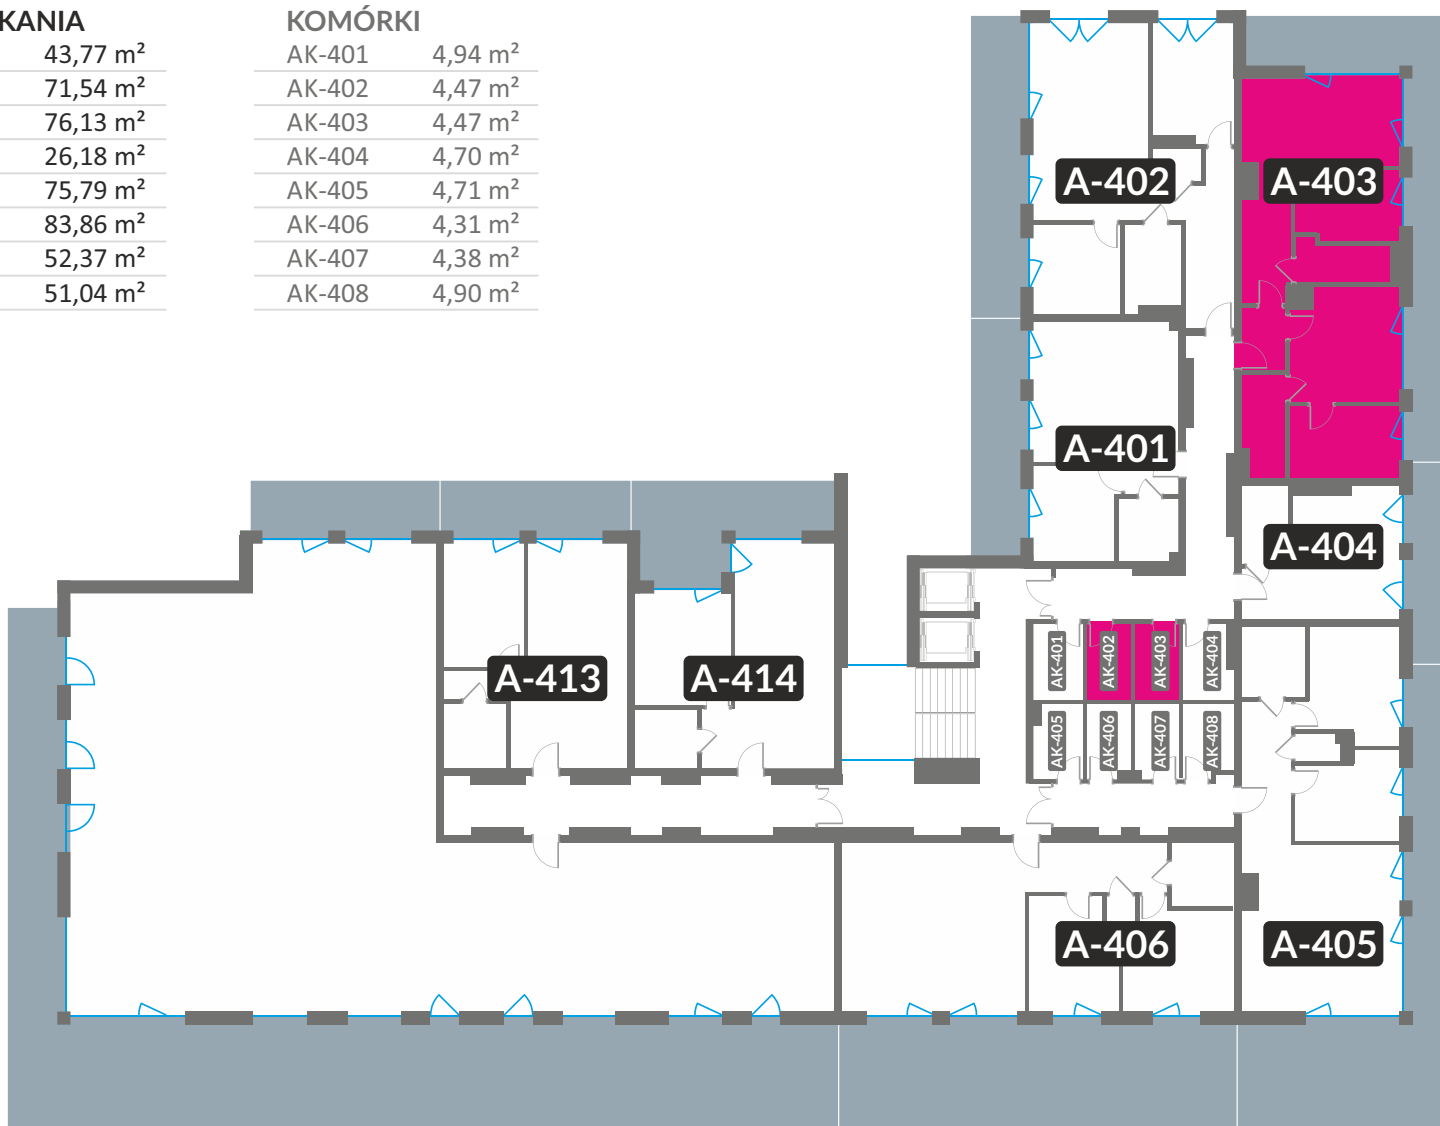 KANIA
43,77 m²
71,54 m²
76,13 m²
26,18 m²
75,79 m²
83,86 m²
52,37 m²
51,04 m²
KOMÓRKI
AK-401 4,94 m²
AK-402 4,47 m²
AK-403 4,47 m²
AK-404 4,70 m²
AK-405 4,71 m²
AK-406 4,31 m²
AK-407 4,38 m²
AK-408 4,90 m²
A-402
A-403
A-401
A-404
A-413
A-414
AK-401
AK-402
AK-403
AK-404
AK-405
AK-406
AK-407
AK-408
A-406
A-405